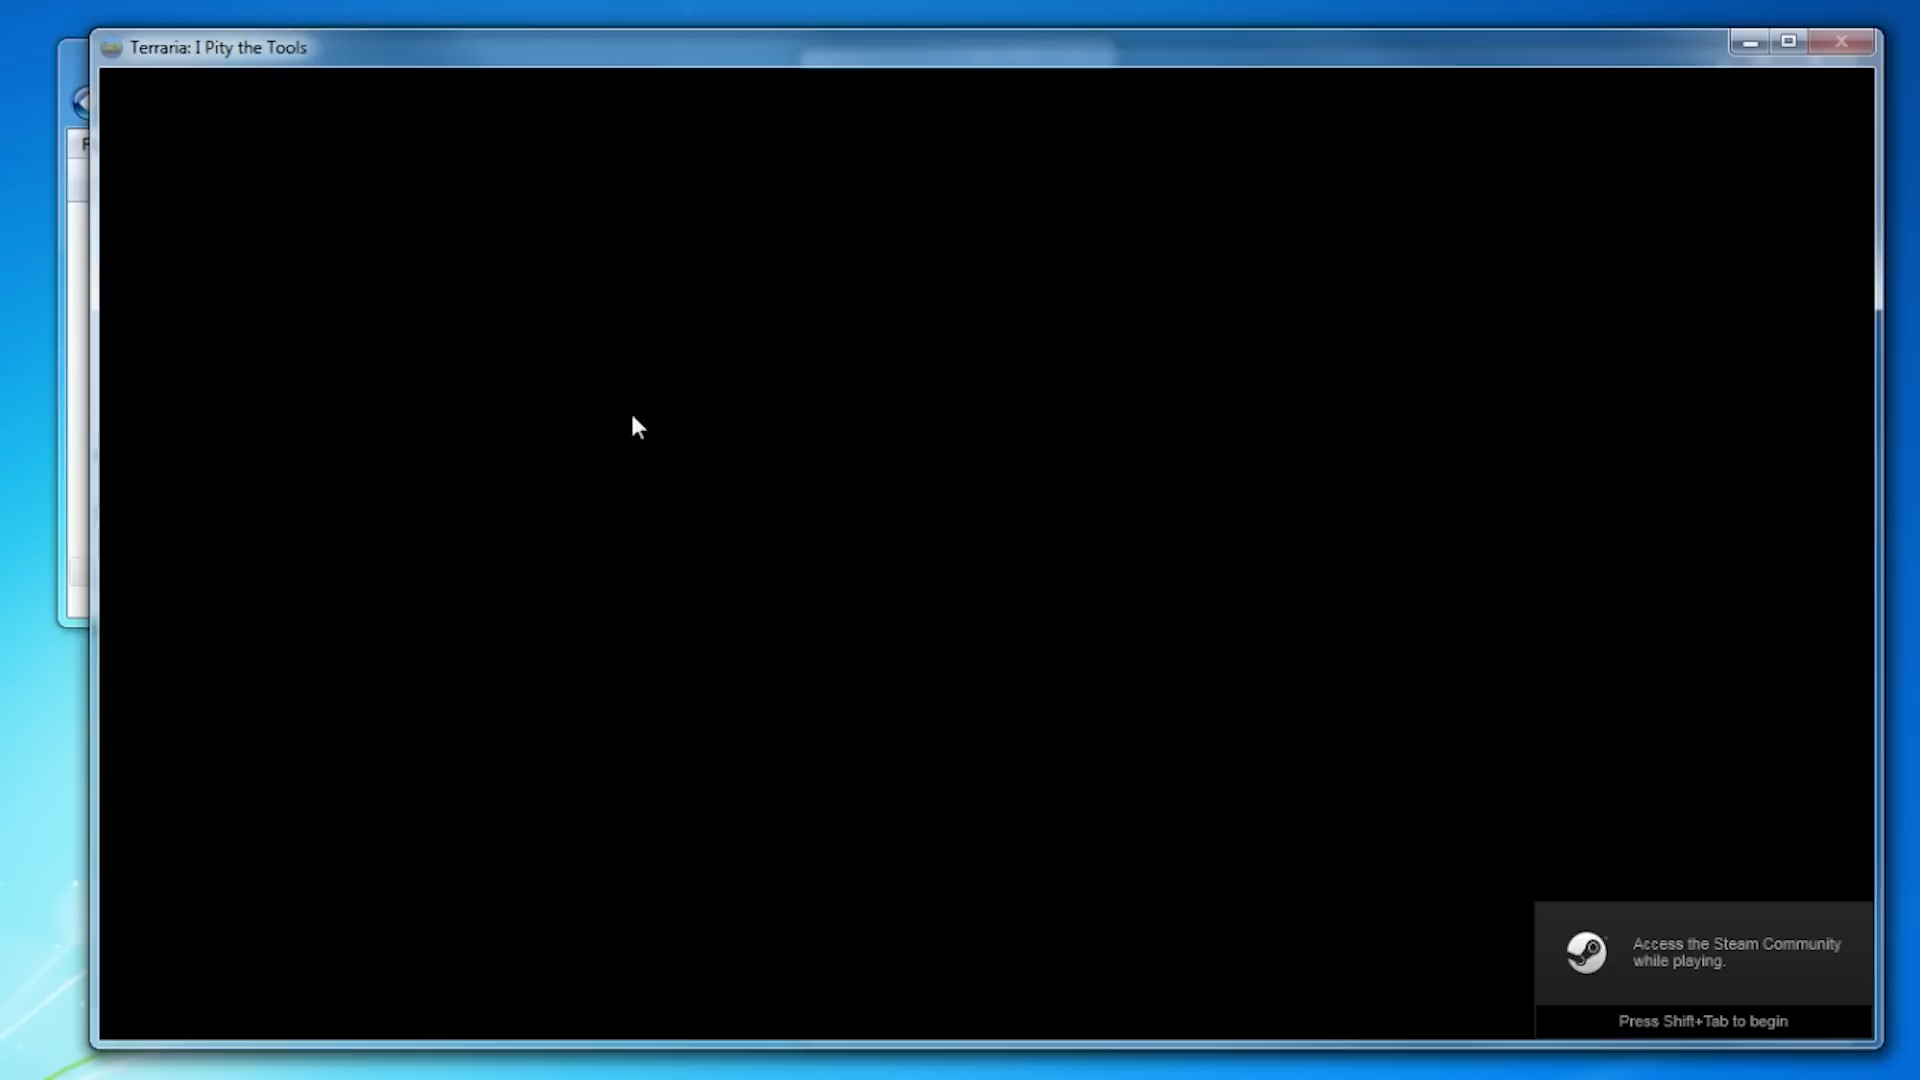 Terraria: I Pity the Tools
Access the Steam Community
while playing.
Press Shift+Tab to begin